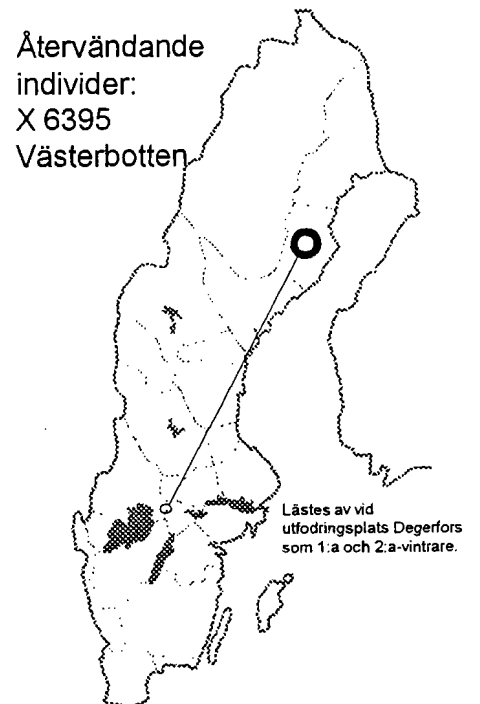 Återvändande
individer:
X 6395
Västerbotten
Lästes av vid
utfodringsplats Degerfors
som 1:a och 2:a-vintrare.